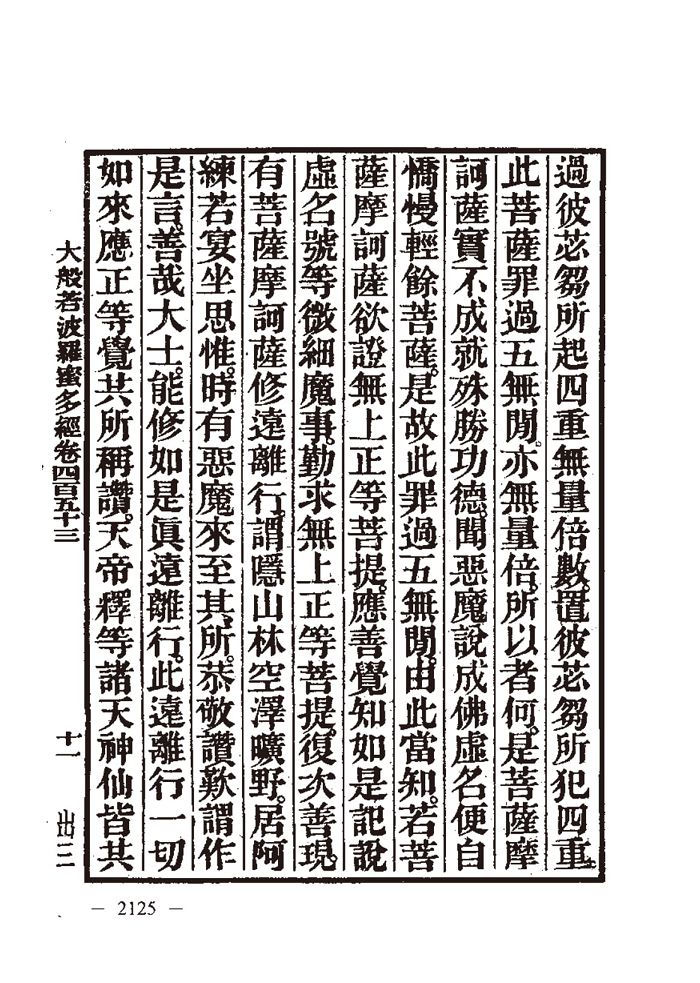 過彼苾芻所起四重無量倍數。置彼苾芻所犯四重。
此菩薩罪過五無閒。亦無量倍。所以者何。是菩薩摩
訶薩實不成就殊勝功德。聞惡魔說成佛虛名便自
憍慢輕餘菩薩。是故此罪過五無閒。由此當知。若菩
薩摩訶薩欲證無上正等菩提。應善覺知如是記說
虛名號等微細魔事。勤求無上正等菩提。復次善現。
有菩薩摩訶薩修遠離行。謂隱山林空澤曠野。居阿
練若宴坐思惟。時有惡魔來至其所。恭敬讚歎謂作
是言。善哉大士。能修如是眞遠離行。此遠離行一切
如來應正等覺共所稱讚。天帝釋等諸天神仙皆共
大般若波羅蜜多經卷四百五十三 十一 出三
— 2125 —